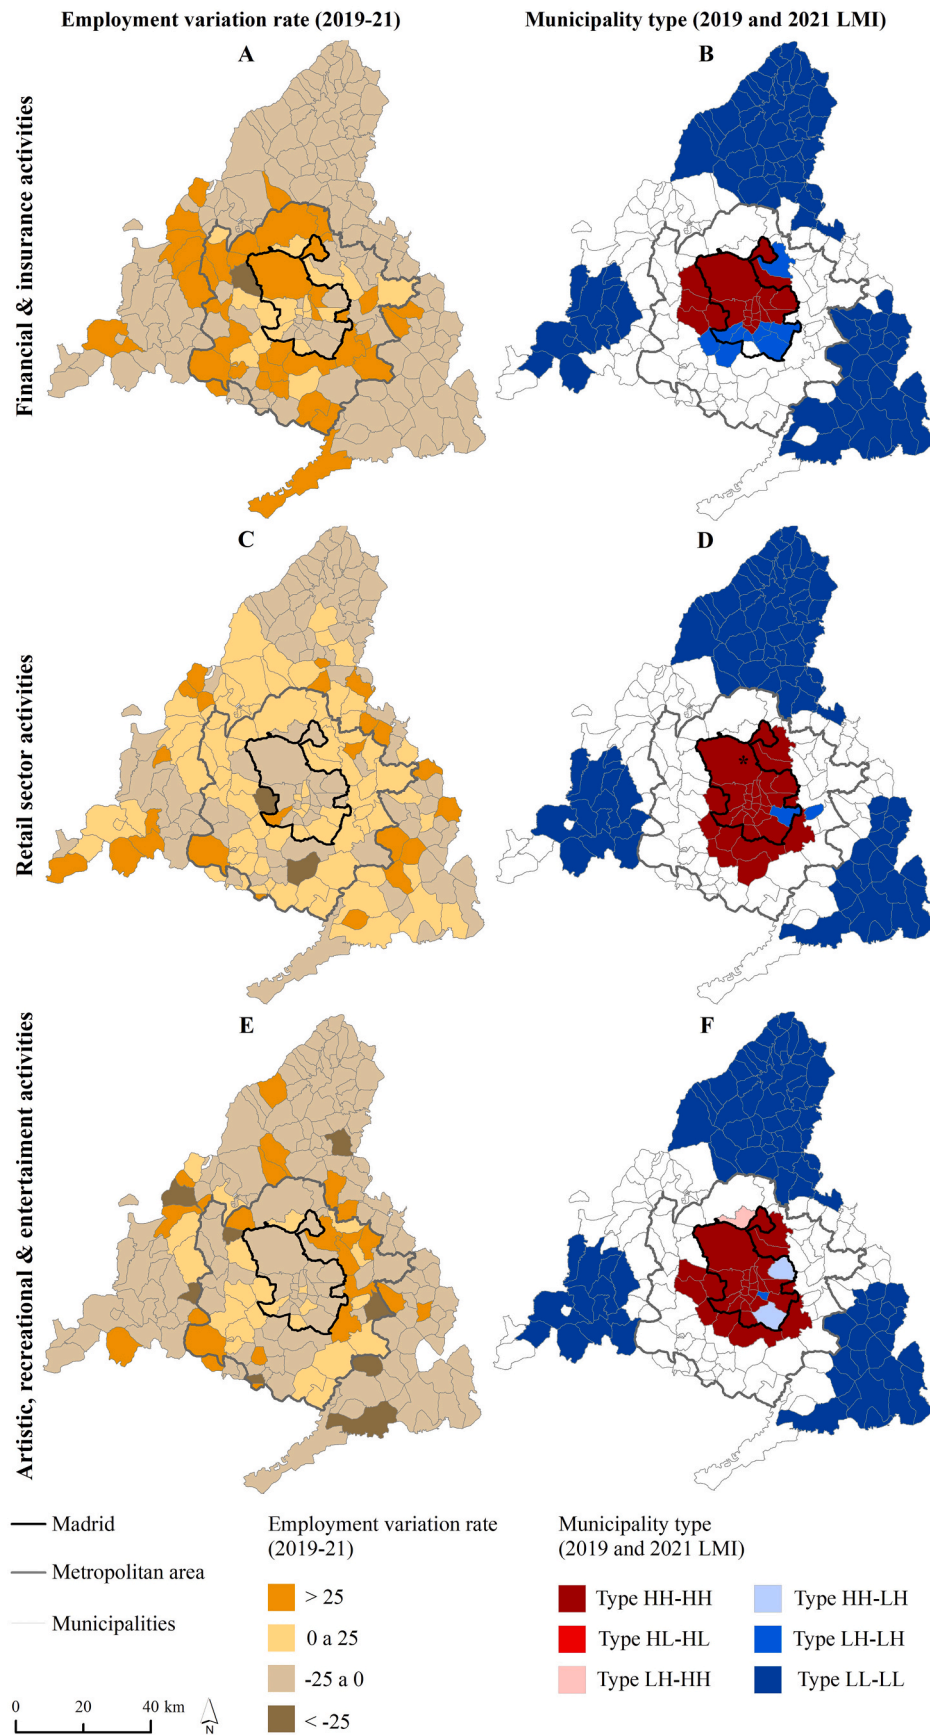 Employment variation rate (2019-21)
Municipality type (2019 and 2021 LMI)
A
B
Financial & insurance activities
C
D
Retail sector activities
*
E
F
Artistic, recreational & entertaiment activities
Madrid
Metropolitan area
Municipalities
Employment variation rate
(2019-21)
> 25
0 a 25
-25 a 0
< -25
Municipality type
(2019 and 2021 LMI)
Type HH-HH
Type HL-HL
Type LH-HH
Type HH-LH
Type LH-LH
Type LL-LL
0 20 40 km
N